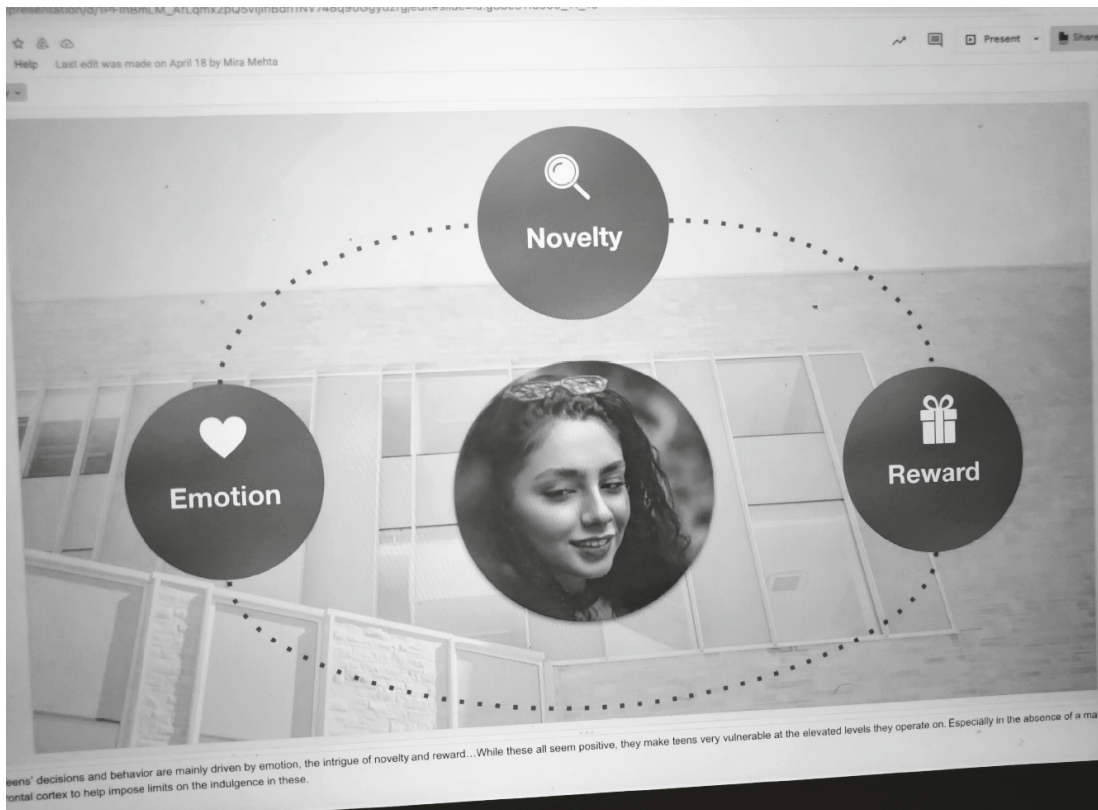 Help Last edit was made on April 18 by Mira Mehta
Present
Share
Novelty
Emotion
Reward
eens' decisions and behavior are mainly driven by emotion, the intrigue of novelty and reward...While these all seem positive, they make teens very vulnerable at the elevated levels they operate on. Especially in the absence of a ma
rontal cortex to help impose limits on the indulgence in these.